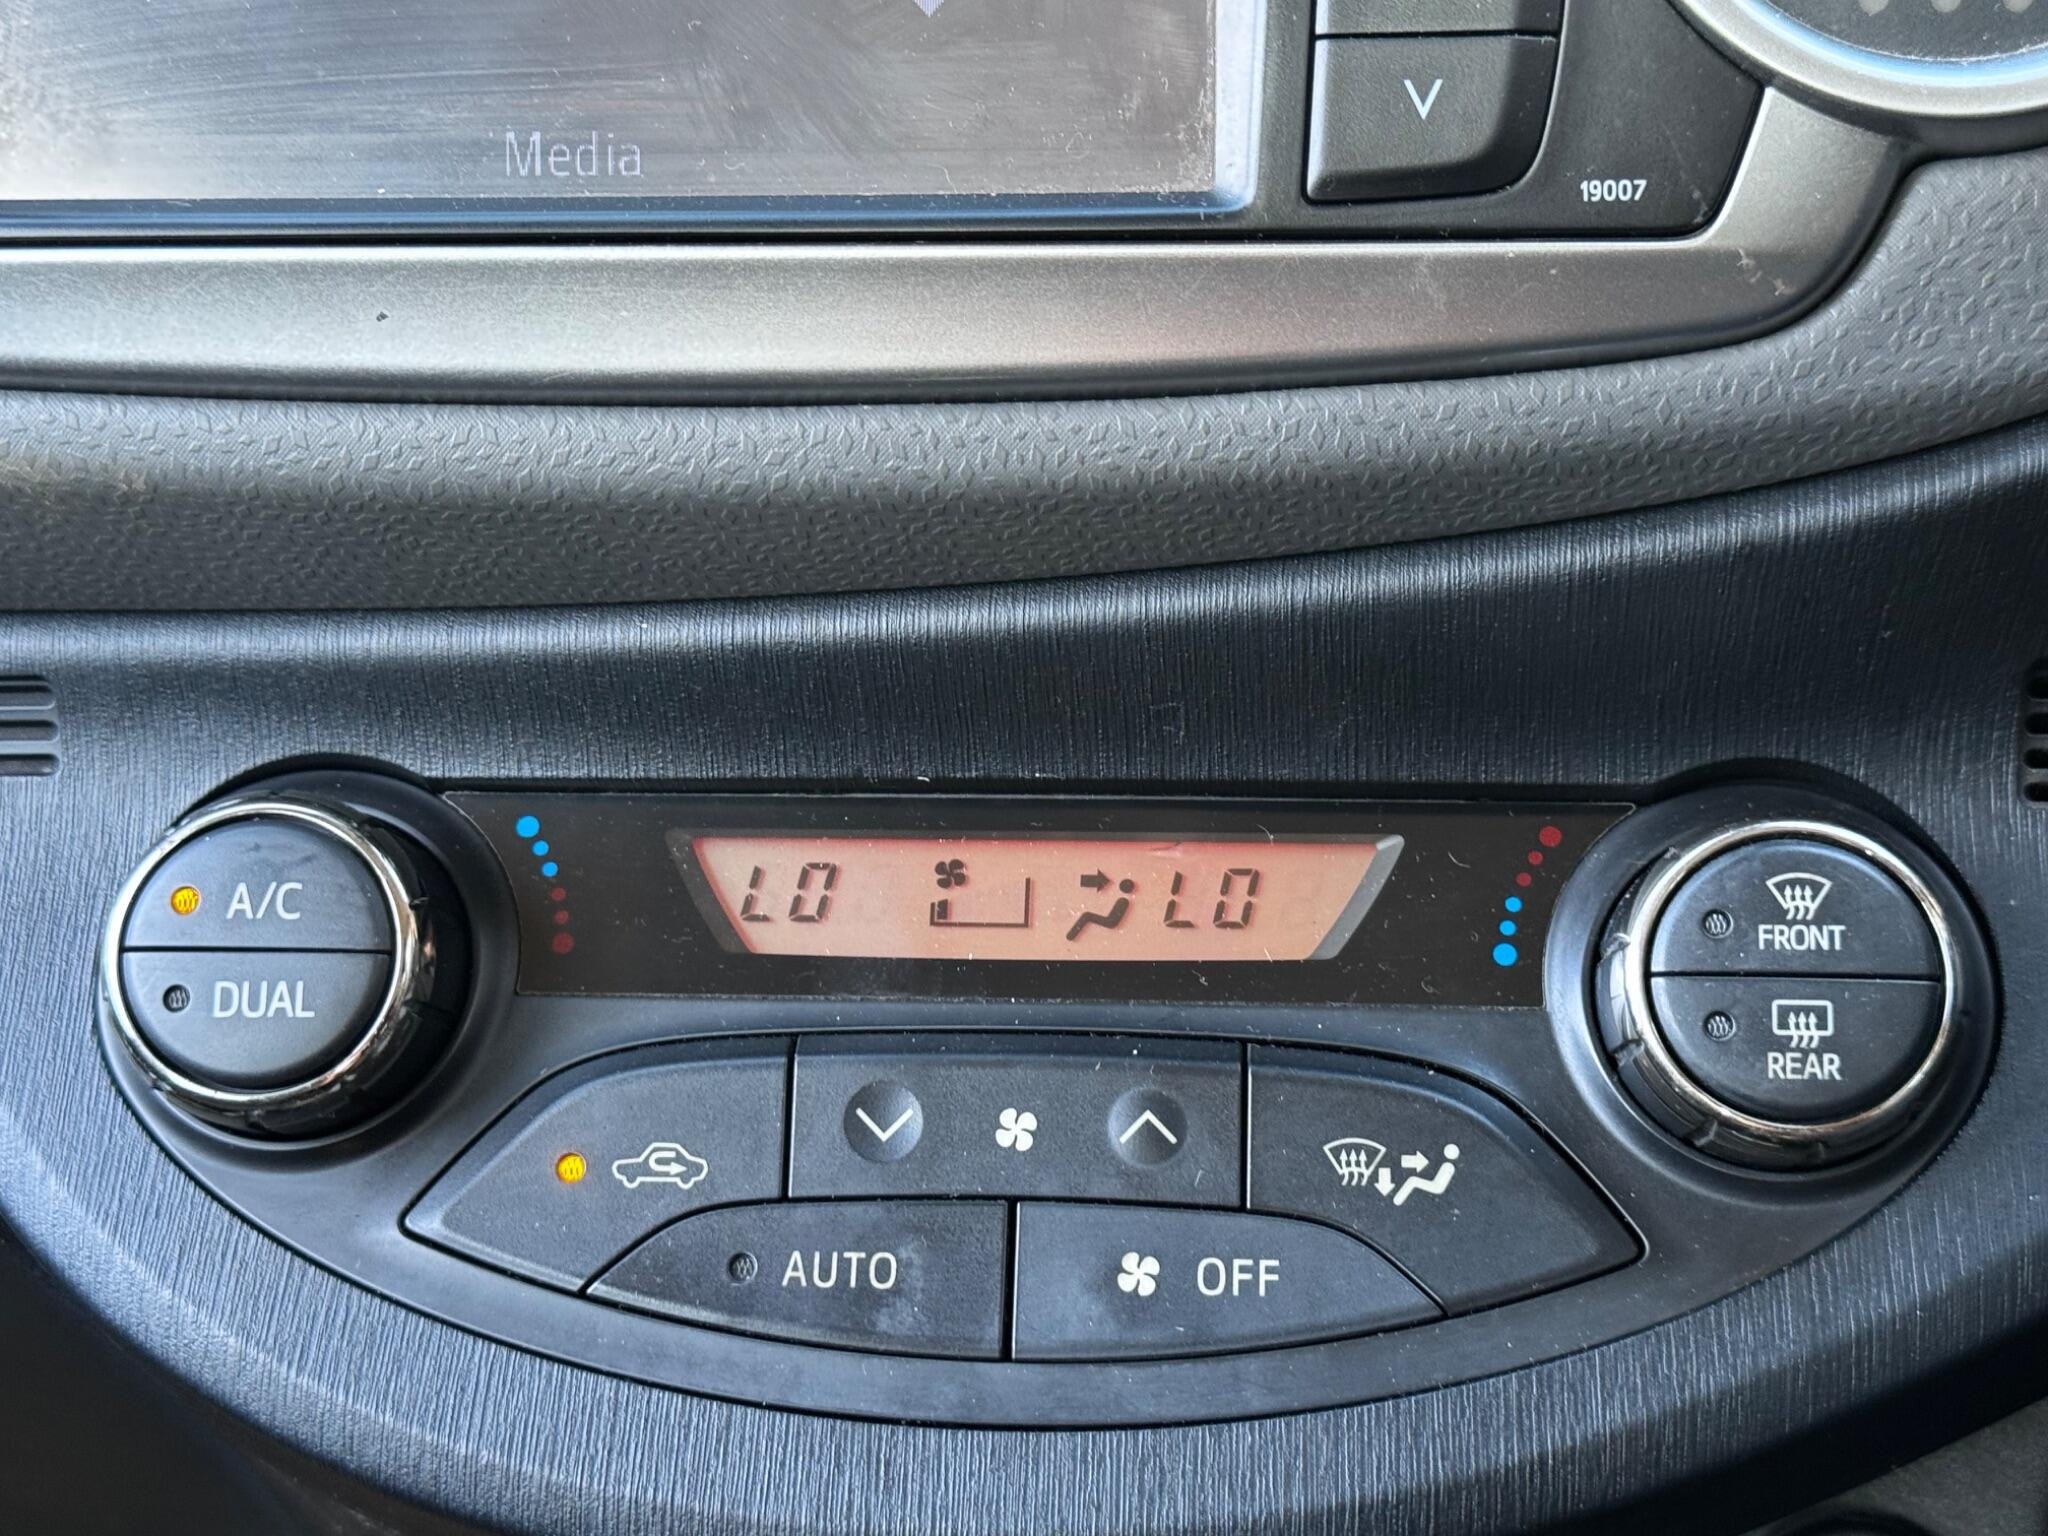 Media
19007
A/C
DUAL
LO
LO
FRONT
REAR
AUTO
OFF